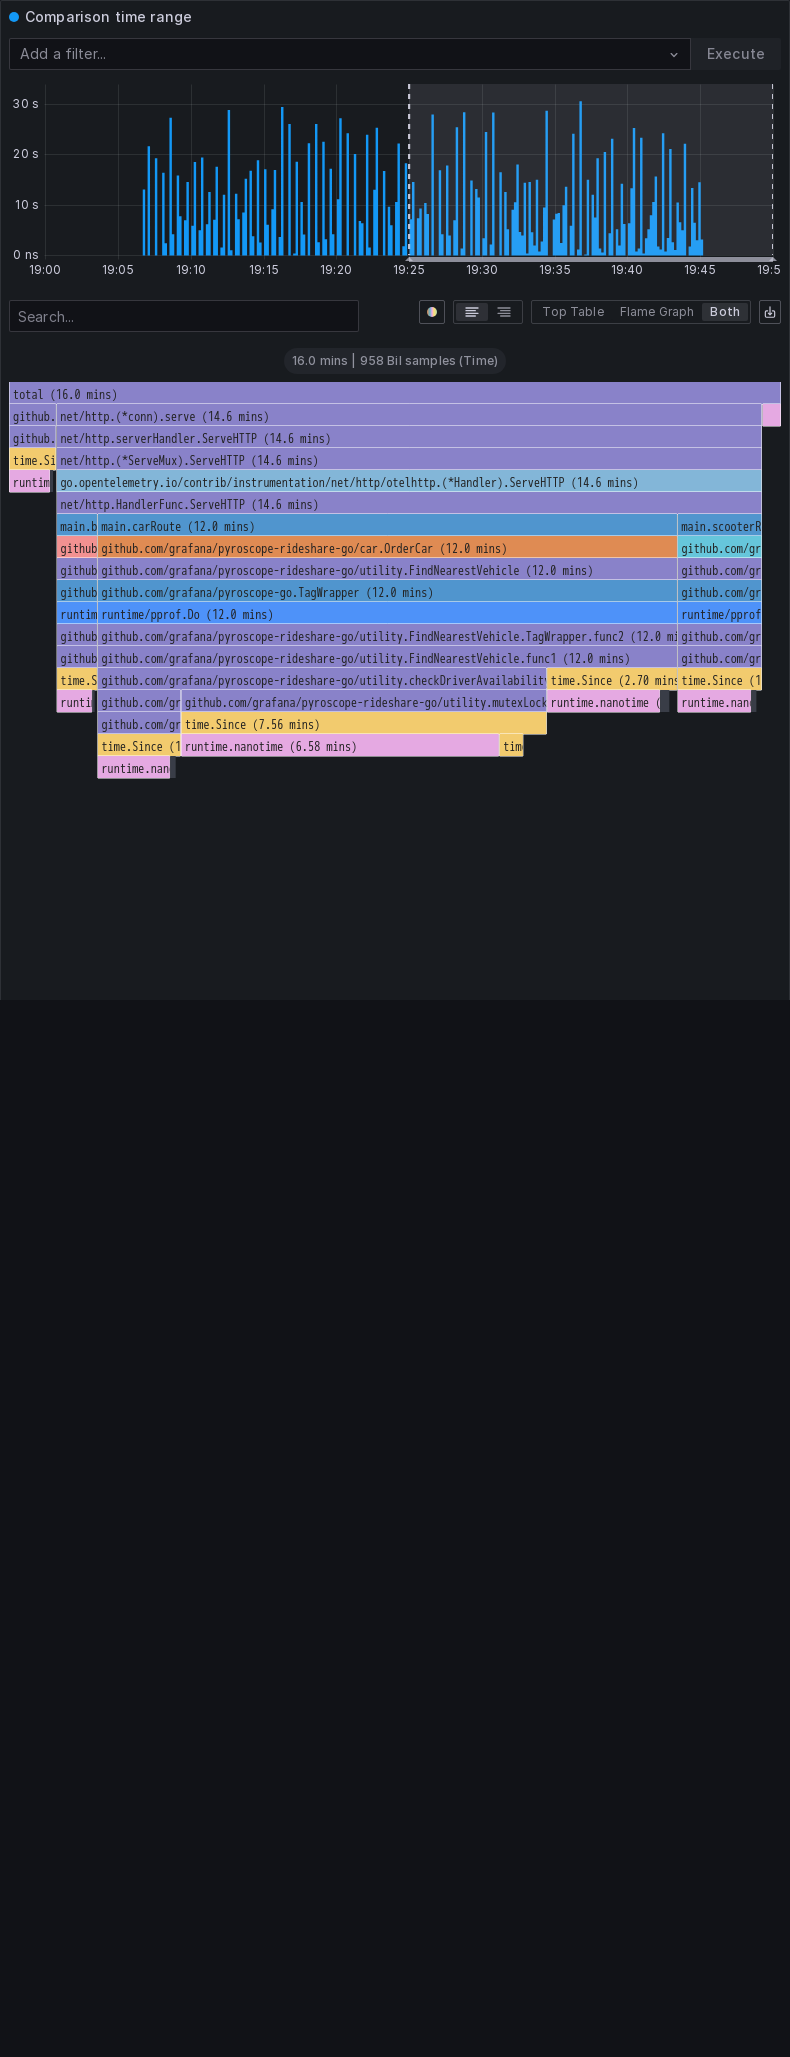 Comparison time range
Add a filter...
Execute
30 s
20 s
10 s
0 ns
19:00 19:05 19:10 19:15 19:20 19:25 19:30 19:35 19:40 19:45 19:5
Search...
Top Table Flame Graph Both
16.0 mins | 958 Bil samples (Time)
total (16.0 mins)
github. net/http.(*conn).serve (14.6 mins)
github. net/http.serverHandler.ServeHTTP (14.6 mins)
time.Si net/http.(*ServeMux).ServeHTTP (14.6 mins)
runtim go.opentelemetry.io/contrib/instrumentation/net/http/otelhttp.(*Handler).ServeHTTP (14.6 mins)
net/http.HandlerFunc.ServeHTTP (14.6 mins)
main.b main.carRoute (12.0 mins) main.scooterR
github github.com/grafana/pyroscope-rideshare-go/car.OrderCar (12.0 mins) github.com/gr
github github.com/grafana/pyroscope-rideshare-go/utility.FindNearestVehicle (12.0 mins) github.com/gr
github github.com/grafana/pyroscope-go.TagWrapper (12.0 mins) github.com/gr
runtim runtime/pprof.Do (12.0 mins) runtime/pprof
github github.com/grafana/pyroscope-rideshare-go/utility.FindNearestVehicle.TagWrapper.func2 (12.0 mi github.com/gr
github github.com/grafana/pyroscope-rideshare-go/utility.FindNearestVehicle.func1 (12.0 mins) github.com/gr
time.S github.com/grafana/pyroscope-rideshare-go/utility.checkDriverAvailability time.Since (2.70 mins time.Since (1
runti github.com/gr github.com/grafana/pyroscope-rideshare-go/utility.mutexLock runtime.nanotime ( runtime.nan
github.com/gr time.Since (7.56 mins)
time.Since (1 runtime.nanotime (6.58 mins) time
runtime.nan